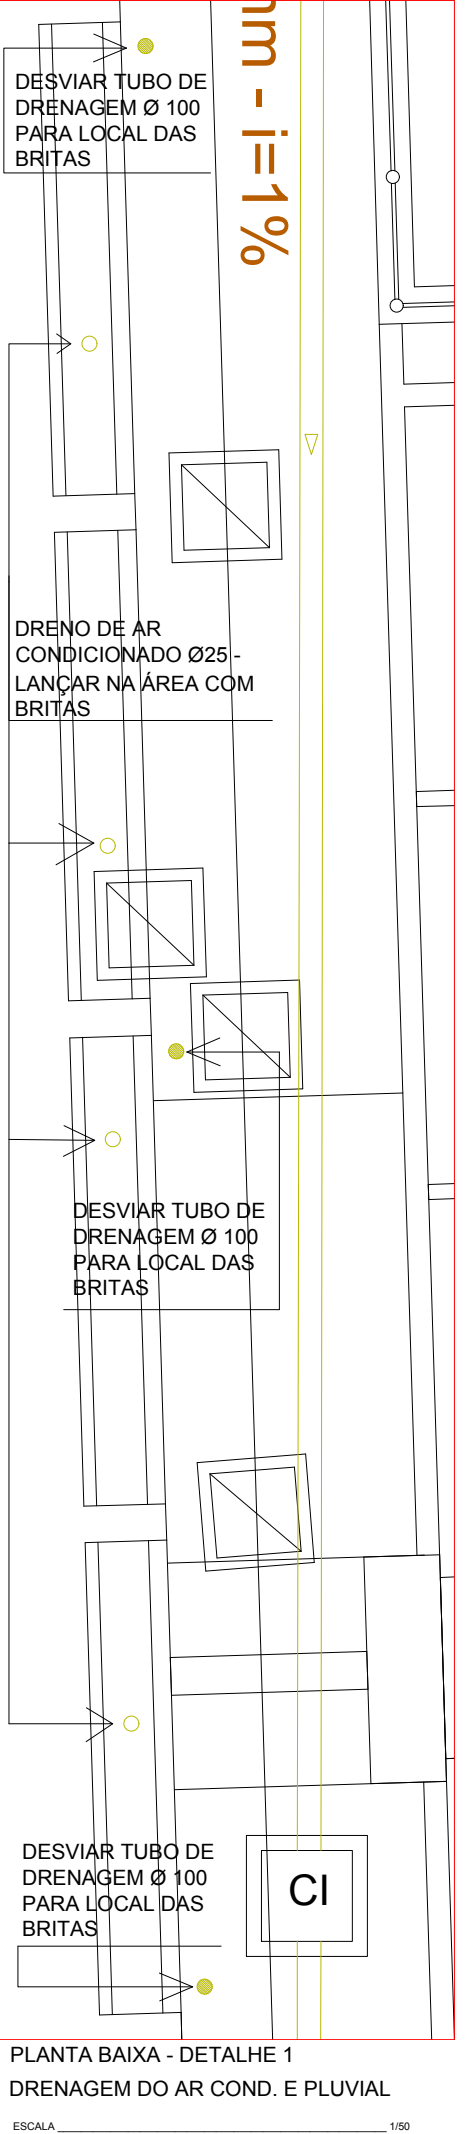 DESVIAR TUBO DE
DRENAGEM Ø 100
PARA LOCAL DAS
BRITAS
- i=1%
DRENO DE AR
CONDICIONADO Ø25 -
LANÇAR NA ÁREA COM
BRITAS
DESVIAR TUBO DE
DRENAGEM Ø 100
PARA LOCAL DAS
BRITAS
DESVIAR TUBO DE
DRENAGEM Ø 100
PARA LOCAL DAS
BRITAS
CI
PLANTA BAIXA - DETALHE 1
DRENAGEM DO AR COND. E PLUVIAL
ESCALA 1/50